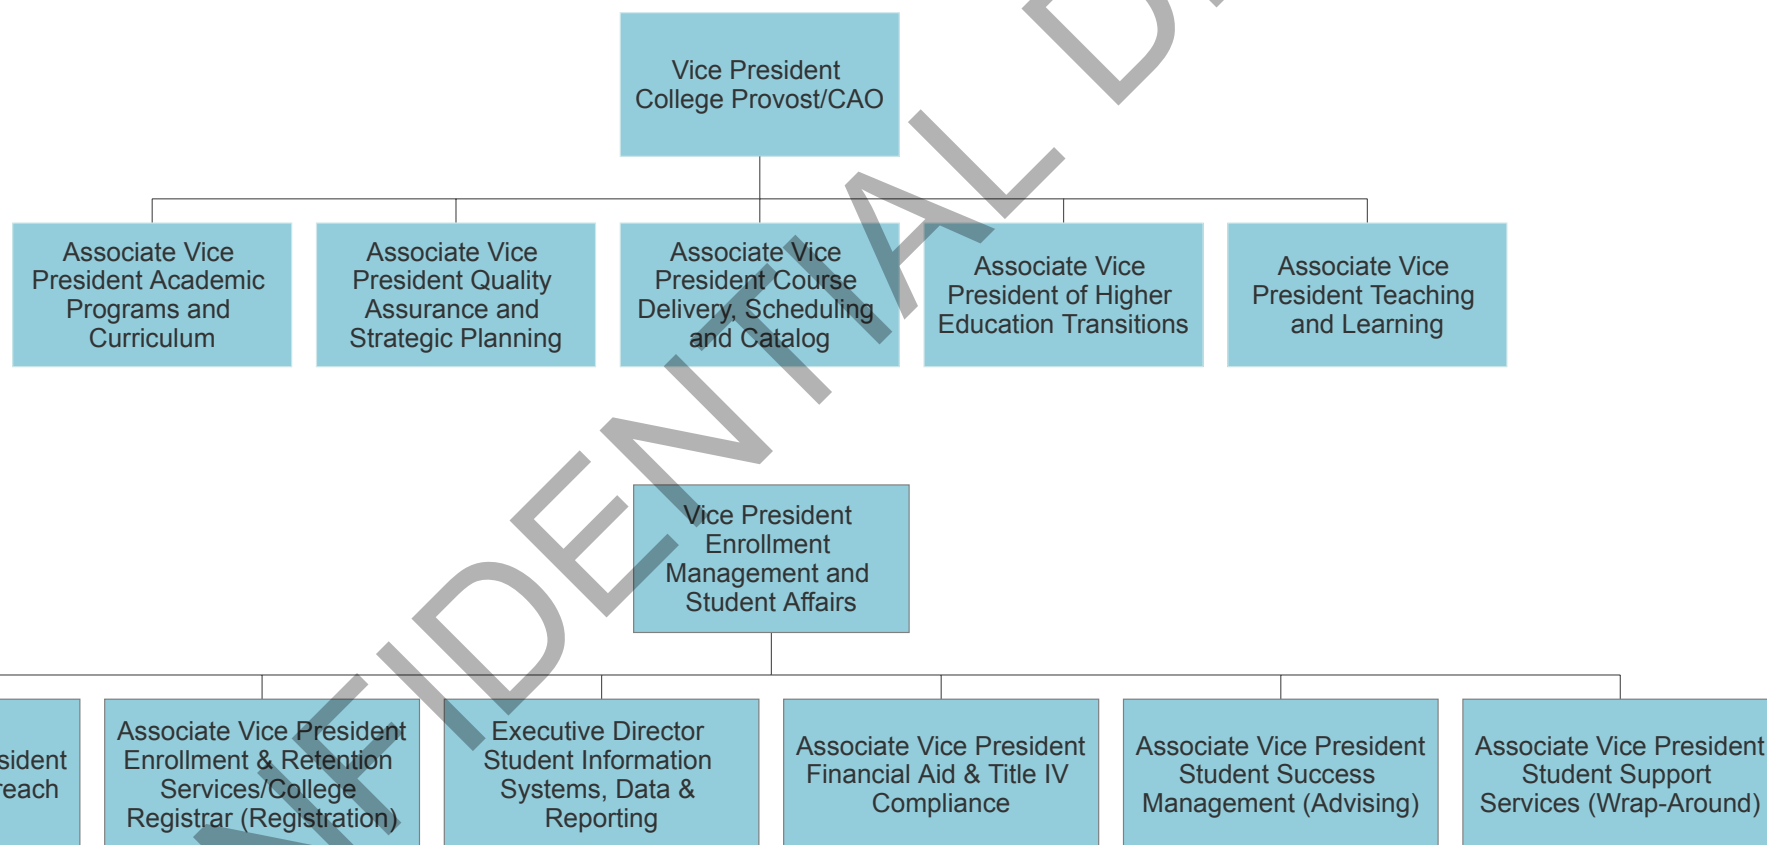 Vice President
College Provost/CAO
Associate Vice
President Academic
Programs and
Curriculum
Associate Vice
President Quality
Assurance and
Strategic Planning
Associate Vice
President Course
Delivery, Scheduling
and Catalog
Associate Vice
President of Higher
Education Transitions
Associate Vice
President Teaching
and Learning
Vice President
Enrollment
Management and
Student Affairs
sident
reach
Associate Vice President
Enrollment & Retention
Services/College
Registrar (Registration)
Executive Director
Student Information
Systems, Data &
Reporting
Associate Vice President
Financial Aid & Title IV
Compliance
Associate Vice President
Student Success
Management (Advising)
Associate Vice President
Student Support
Services (Wrap-Around)
NFIDENTIAL D